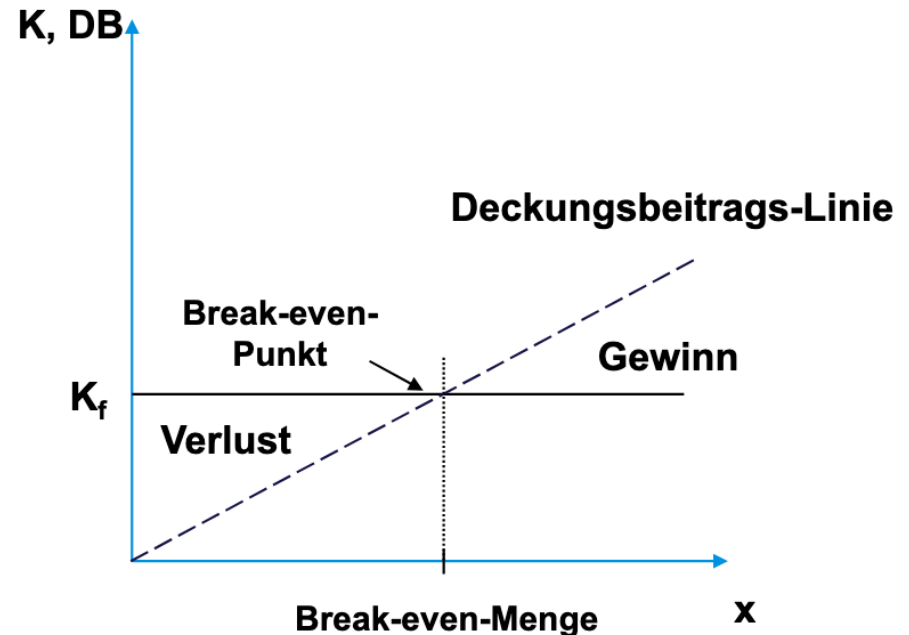 K, DB
Deckungsbeitrags-Linie
Break-even-
Punkt
Gewinn
Kf
Verlust
Break-even-Menge
x